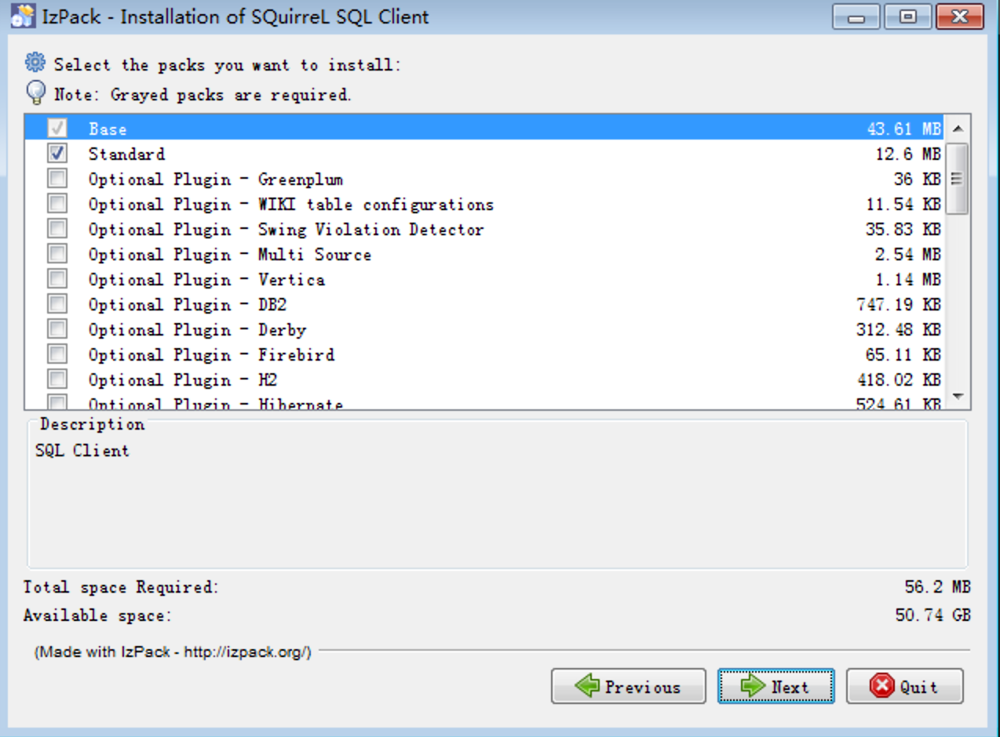 IzPack - Installation of SQuirreL SQL Client
Select the packs you want to install:
Note: Grayed packs are required.
Base 43.61 MB
Standard 12.6 MB
Optional Plugin - Greenplum 36 KB
Optional Plugin - WIKI table configurations 11.54 KB
Optional Plugin - Swing Violation Detector 35.83 KB
Optional Plugin - Multi Source 2.54 MB
Optional Plugin - Vertica 1.14 MB
Optional Plugin - DB2 747.19 KB
Optional Plugin - Derby 312.48 KB
Optional Plugin - Firebird 65.11 KB
Optional Plugin - H2 418.02 KB
Optional Plugin - Hibernate 524.61 KB
Description
SQL Client
Total space Required: 56.2 MB
Available space: 50.74 GB
(Made with IzPack - http://izpack.org/)
Previous Next Quit